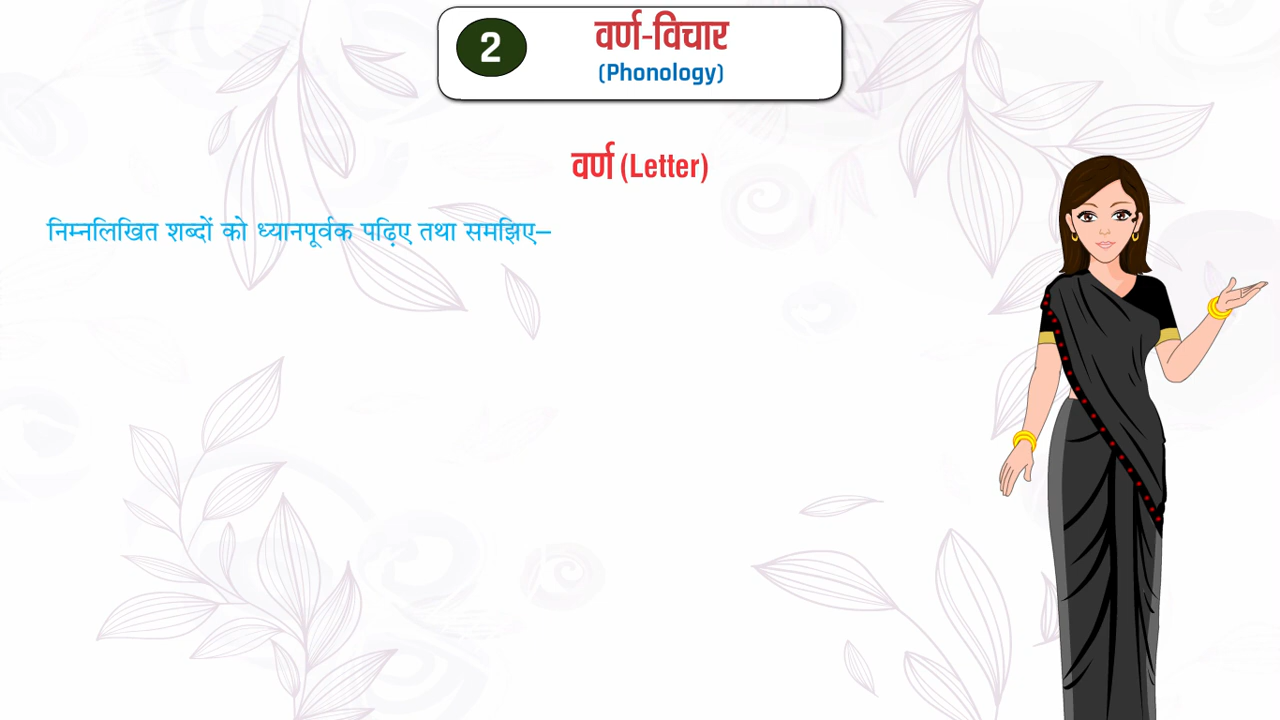 2
वर्ण-विचार
(Phonology)
वर्ण (Letter)
निम्नलिखित शब्दों को ध्यानपूर्वक पढ़िए तथा समझिए–